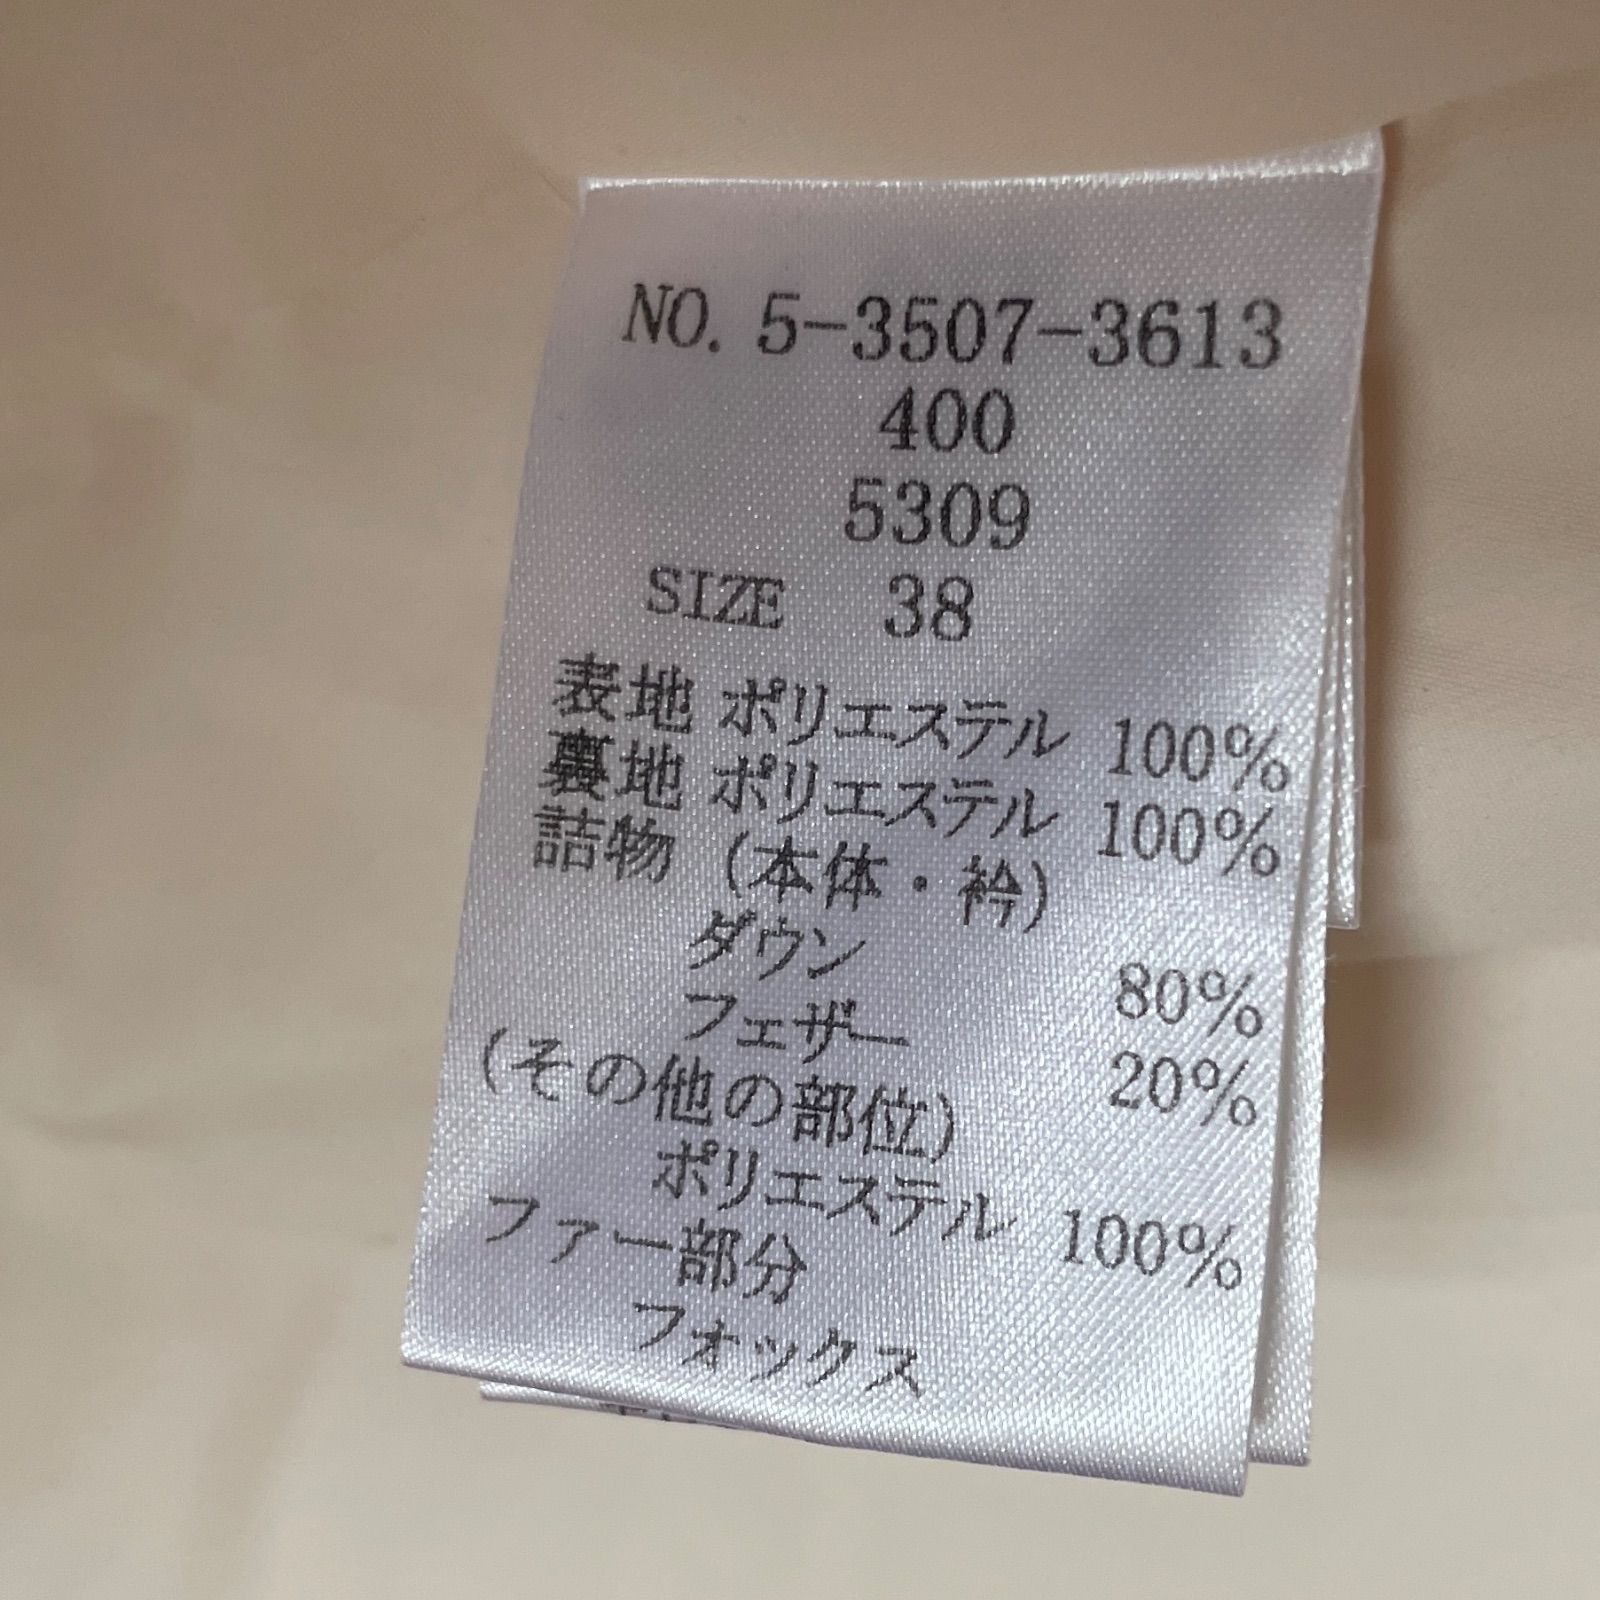 NO. 5-3507-3613
400
5309
SIZE 38
表地 ポリエステル 100%
裏地 ポリエステル 100%
詰物 (本体・衿)
ダウン 80%
フェザー 20%
(その他の部位)
ポリエステル 100%
ファー部分
フォックス